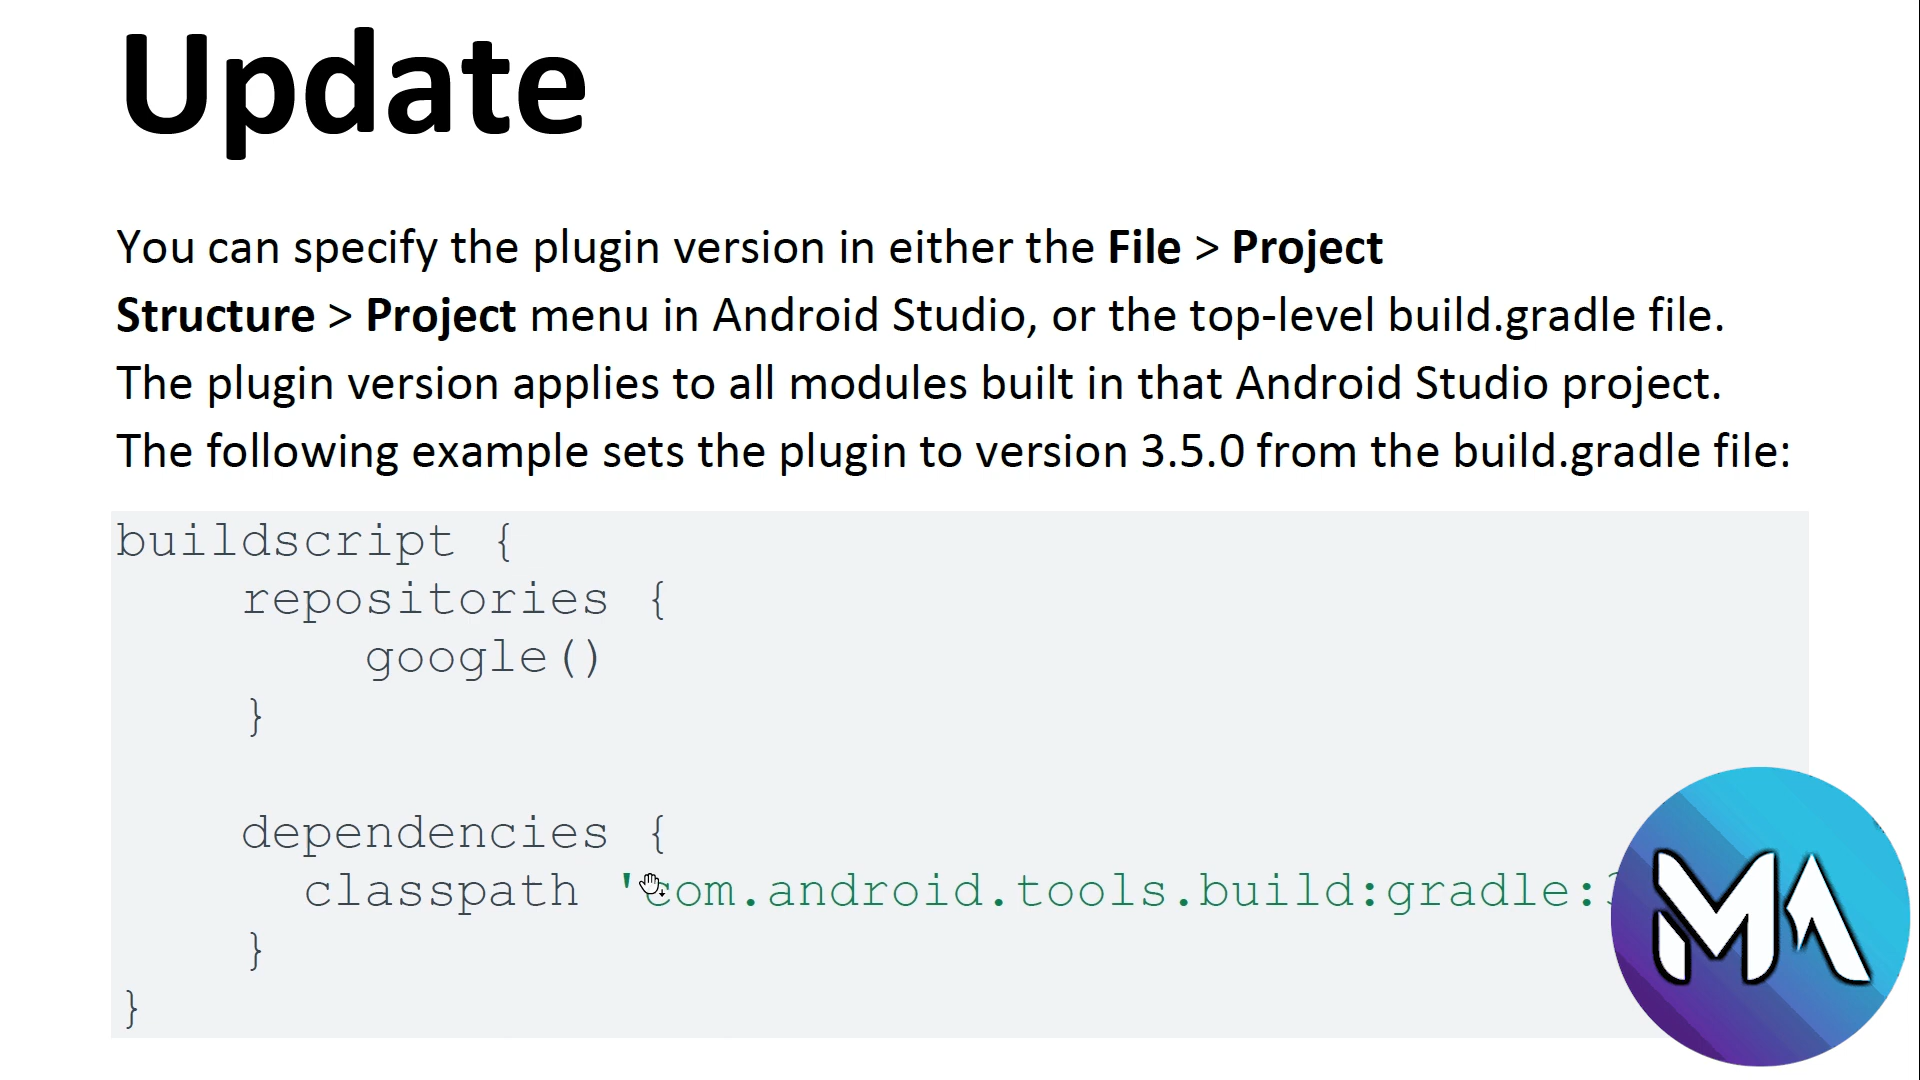 Update
You can specify the plugin version in either the File > Project
Structure > Project menu in Android Studio, or the top-level build.gradle file.
The plugin version applies to all modules built in that Android Studio project.
The following example sets the plugin to version 3.5.0 from the build.gradle file:
buildscript {
repositories {
google()
}
dependencies {
classpath 'com.android.tools.build:gradle:
}
}
MA